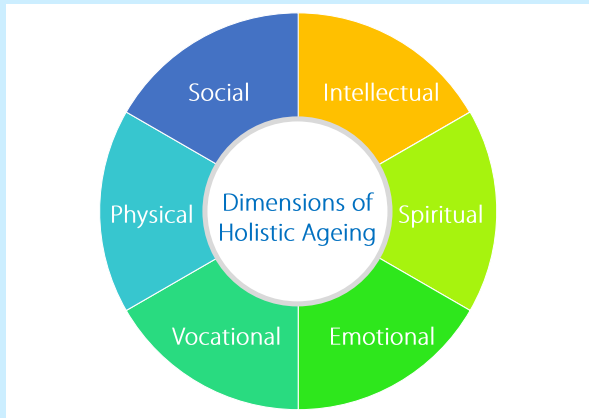 Social
Intellectual
Physical
Dimensions of
Holistic Ageing
Spiritual
Vocational
Emotional